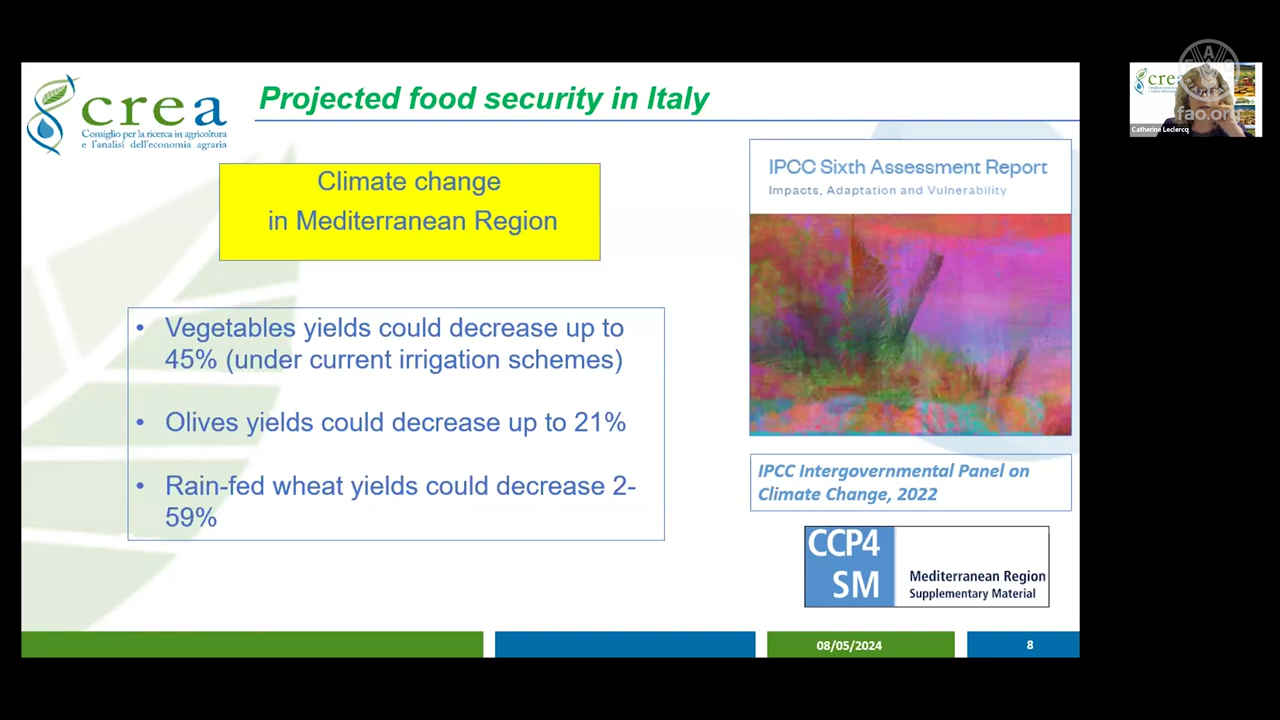 crea
Consiglio per la ricerca in agricoltura
e l'analisi dell'economia agraria
Projected food security in Italy
Climate change
in Mediterranean Region
• Vegetables yields could decrease up to
45% (under current irrigation schemes)
• Olives yields could decrease up to 21%
• Rain-fed wheat yields could decrease 2-
59%
IPCC Sixth Assessment Report
Impacts, Adaptation and Vulnerability
IPCC Intergovernmental Panel on
Climate Change, 2022
CCP4
SM
Mediterranean Region
Supplementary Material
08/05/2024
8
crea
fao.org
Catherine Leclercq